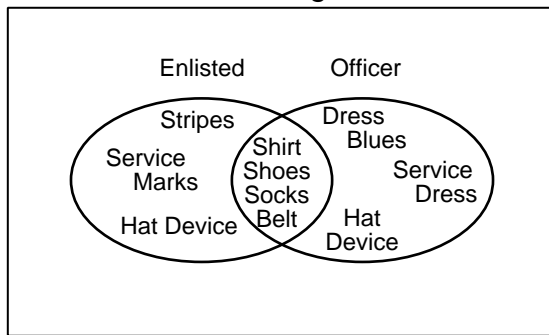 Enlisted
Officer
Stripes
Service
Marks
Hat Device
Shirt
Shoes
Socks
Belt
Dress
Blues
Service
Dress
Hat
Device